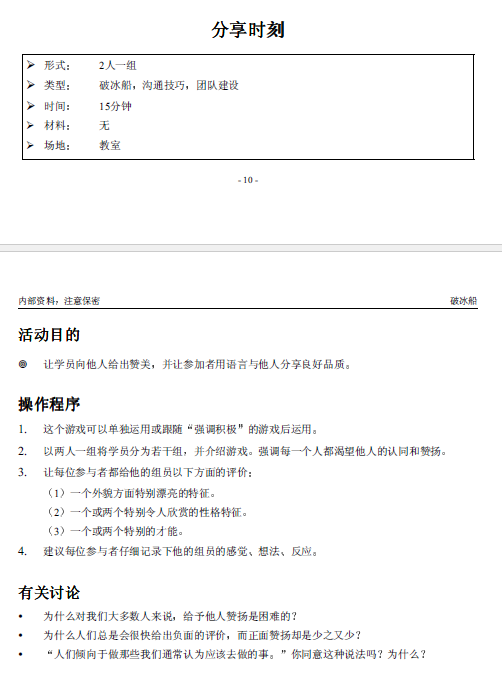 分享时刻
➢ 形式： 2人一组
➢ 类型： 破冰船，沟通技巧，团队建设
➢ 时间： 15分钟
➢ 材料： 无
➢ 场地： 教室
- 10 -
内部资料，注意保密 破冰船
活动目的
让学员向他人给出赞美，并让参加者用语言与他人分享良好品质。
操作程序
1. 这个游戏可以单独运用或跟随“强调积极”的游戏后运用。
2. 以两人一组将学员分为若干组，并介绍游戏。强调每一个人都渴望他人的认同和赞扬。
3. 让每位参与者都给他的组员以下方面的评价：
（1）一个外貌方面特别漂亮的特征。
（2）一个或两个特别令人欣赏的性格特征。
（3）一个或两个特别的才能。
4. 建议每位参与者仔细记录下他的组员的感觉、想法、反应。
有关讨论
• 为什么对我们大多数人来说，给予他人赞扬是困难的？
• 为什么人们总是会很快给出负面的评价，而正面赞扬却是少之又少？
• “人们倾向于做那些我们通常认为应该去做的事。”你同意这种说法吗？为什么？